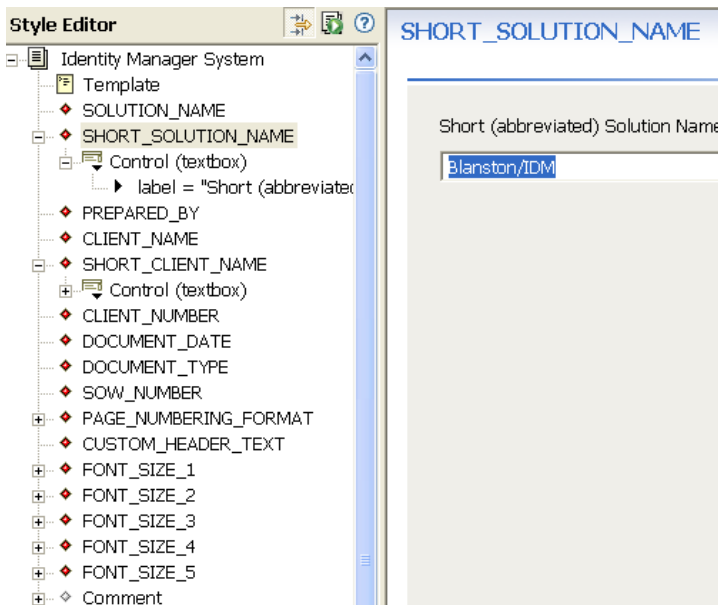 Style Editor
Identity Manager System
Template
SOLUTION_NAME
SHORT_SOLUTION_NAME
Control (textbox)
label = "Short (abbreviated
PREPARED_BY
CLIENT_NAME
SHORT_CLIENT_NAME
Control (textbox)
CLIENT_NUMBER
DOCUMENT_DATE
DOCUMENT_TYPE
SOW_NUMBER
PAGE_NUMBERING_FORMAT
CUSTOM_HEADER_TEXT
FONT_SIZE_1
FONT_SIZE_2
FONT_SIZE_3
FONT_SIZE_4
FONT_SIZE_5
Comment
SHORT_SOLUTION_NAME
Short (abbreviated) Solution Name
Blanston/IDM